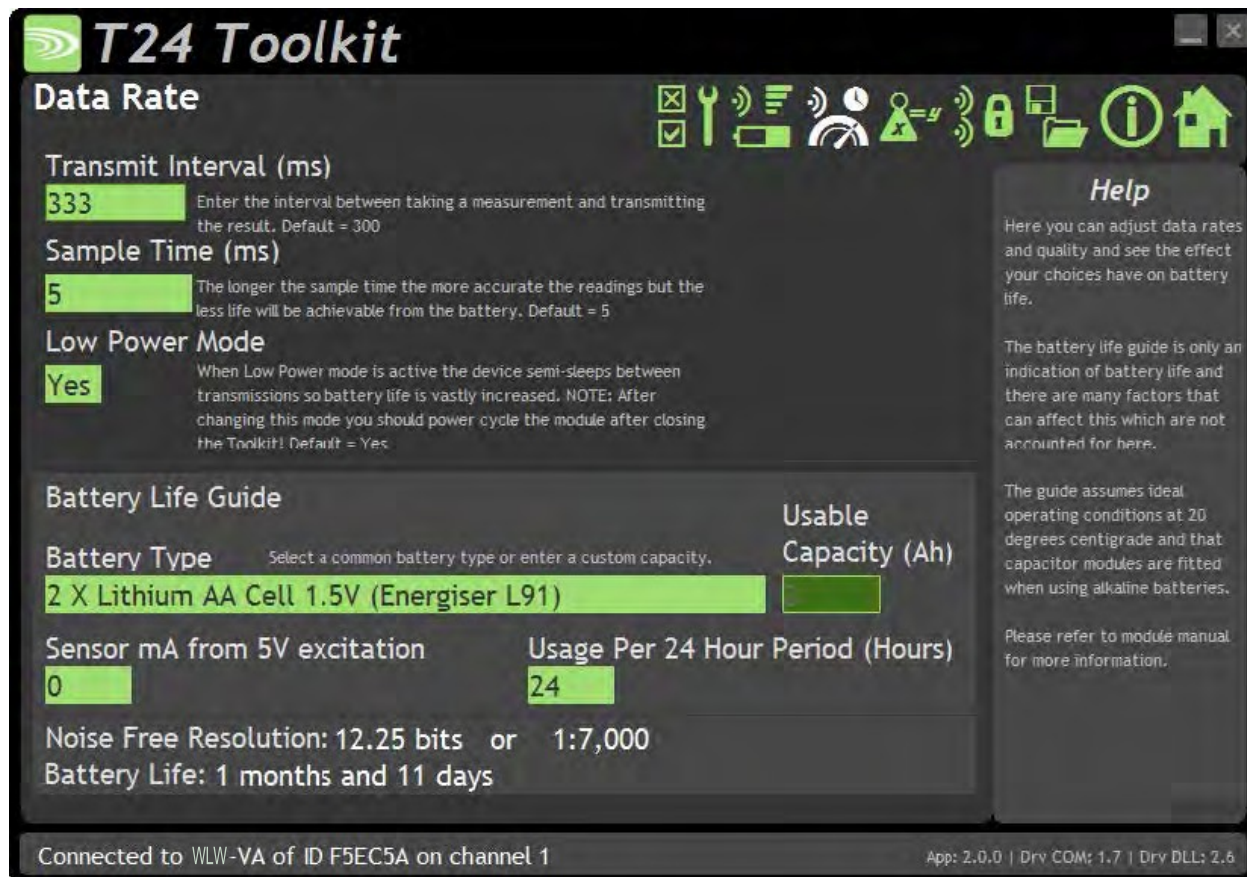 T24 Toolkit
Data Rate
Transmit Interval (ms)
333
Enter the interval between taking a measurement and transmitting
the result. Default = 300
Sample Time (ms)
5
The longer the sample time the more accurate the readings but the
less life will be achievable from the battery. Default = 5
Low Power Mode
Yes
When Low Power mode is active the device semi-sleeps between
transmissions so battery life is vastly increased. NOTE: After
changing this mode you should power cycle the module after closing
the Toolkit! Default = Yes
Battery Life Guide
Battery Type
Select a common battery type or enter a custom capacity.
Usable
Capacity (Ah)
2 X Lithium AA Cell 1.5V (Energiser L91)
Sensor mA from 5V excitation
0
Usage Per 24 Hour Period (Hours)
24
Noise Free Resolution: 12.25 bits or 1:7,000
Battery Life: 1 months and 11 days
Help
Here you can adjust data rates
and quality and see the effect
your choices have on battery
life.
The battery life guide is only an
indication of battery life and
there are many factors that
can affect this which are not
accounted for here.
The guide assumes ideal
operating conditions at 20
degrees centigrade and that
capacitor modules are fitted
when using alkaline batteries.
Please refer to module manual
for more information.
Connected to WLW-VA of ID F5EC5A on channel 1
App: 2.0.0 | Drv COM: 1.7 | Drv DLL: 2.6
x=y